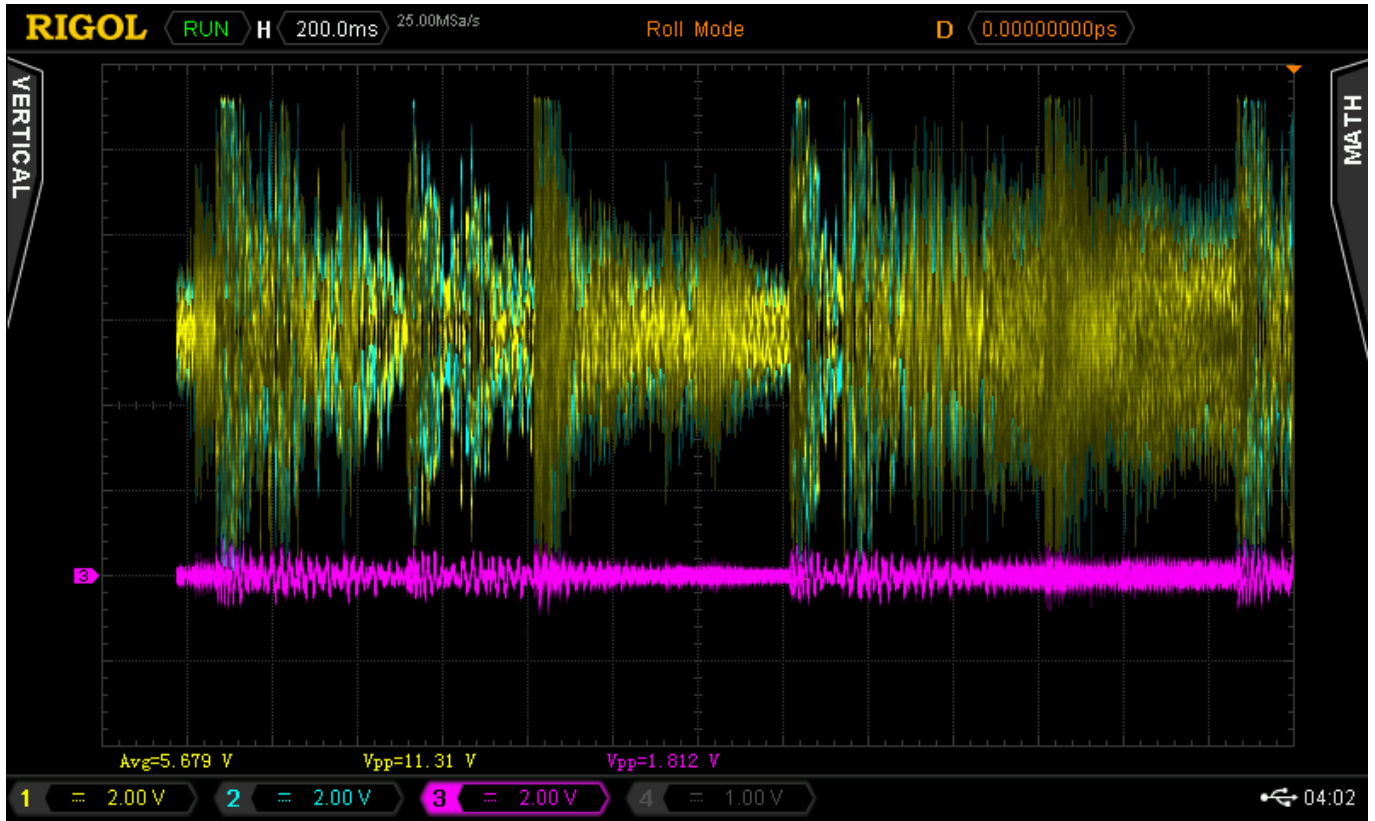 RIGOL RUN H 200.0ms 25.00MSa/s Roll Mode D 0.00000000ps
VERTICAL
MATH
3
Avg=5.679 V Vpp=11.31 V Vpp=1.812 V
1 = 2.00 V 2 = 2.00 V 3 = 2.00 V 4 = 1.00 V 04:02